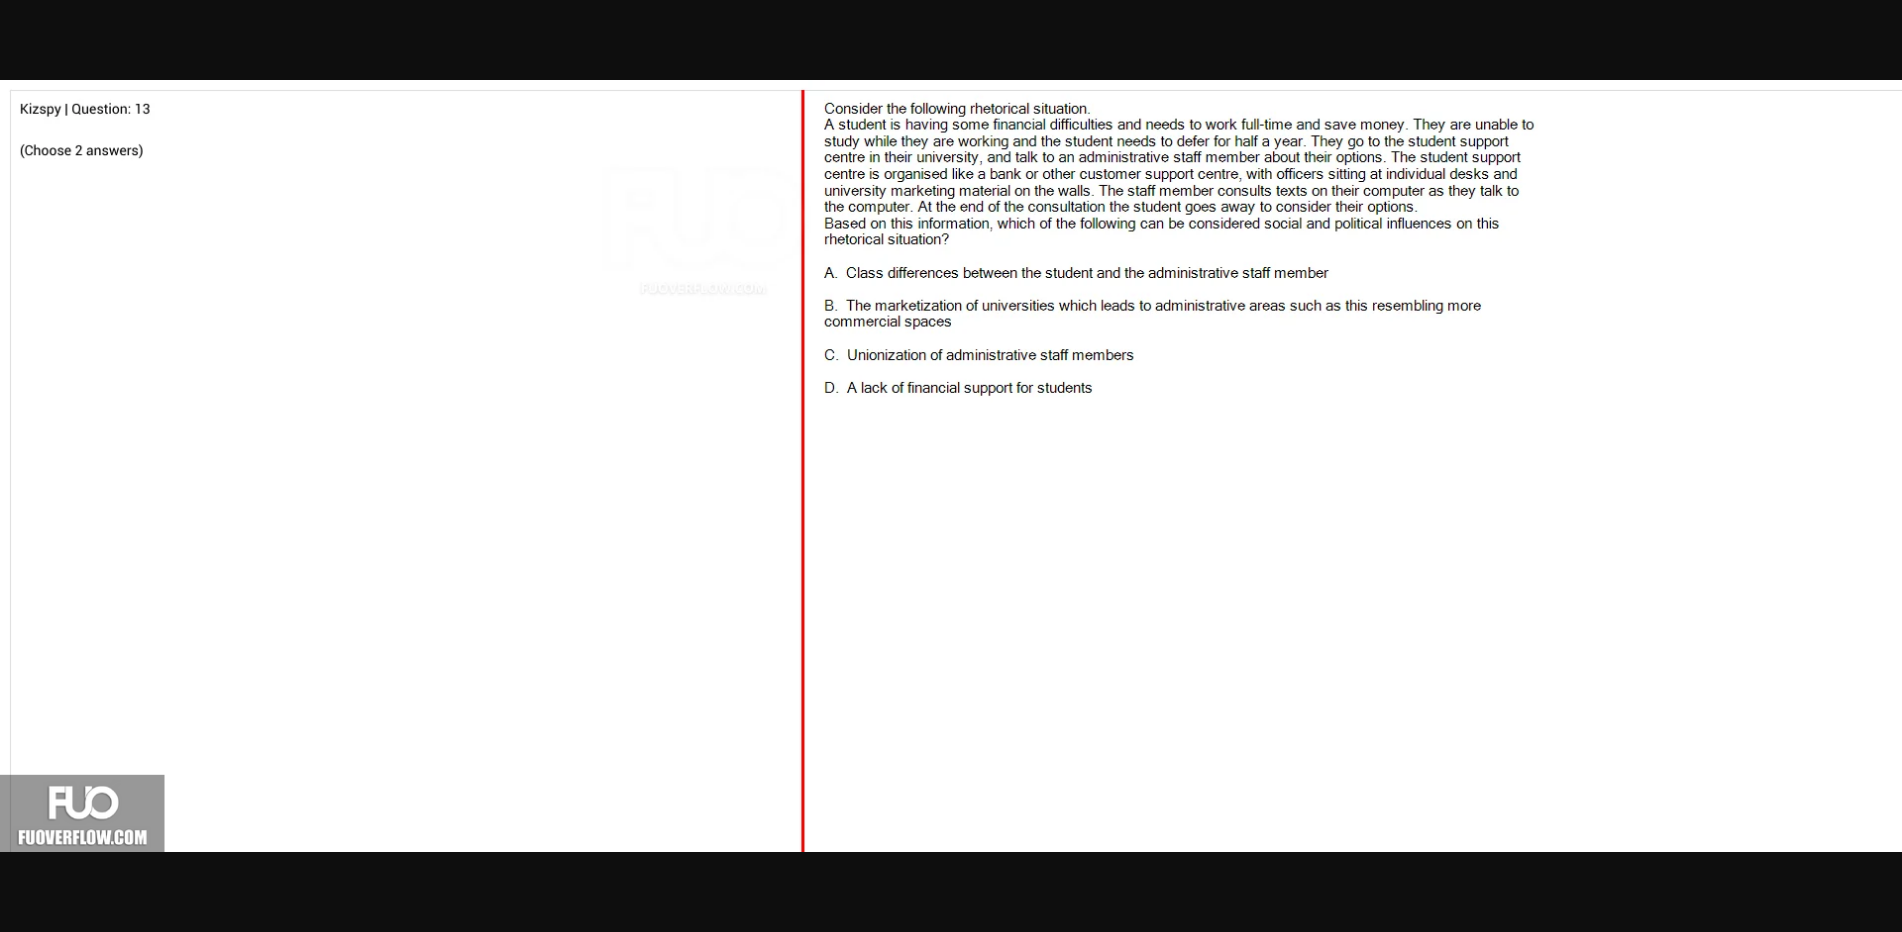 Kizspy | Question: 13
(Choose 2 answers)
FUOVERFLOW.COM
Consider the following rhetorical situation.
A student is having some financial difficulties and needs to work full-time and save money. They are unable to
study while they are working and the student needs to defer for half a year. They go to the student support
centre in their university, and talk to an administrative staff member about their options. The student support
centre is organised like a bank or other customer support centre, with officers sitting at individual desks and
university marketing material on the walls. The staff member consults texts on their computer as they talk to
the computer. At the end of the consultation the student goes away to consider their options.
Based on this information, which of the following can be considered social and political influences on this
rhetorical situation?
A. Class differences between the student and the administrative staff member
B. The marketization of universities which leads to administrative areas such as this resembling more
commercial spaces
C. Unionization of administrative staff members
D. A lack of financial support for students
FUO
FUOVERFLOW.COM